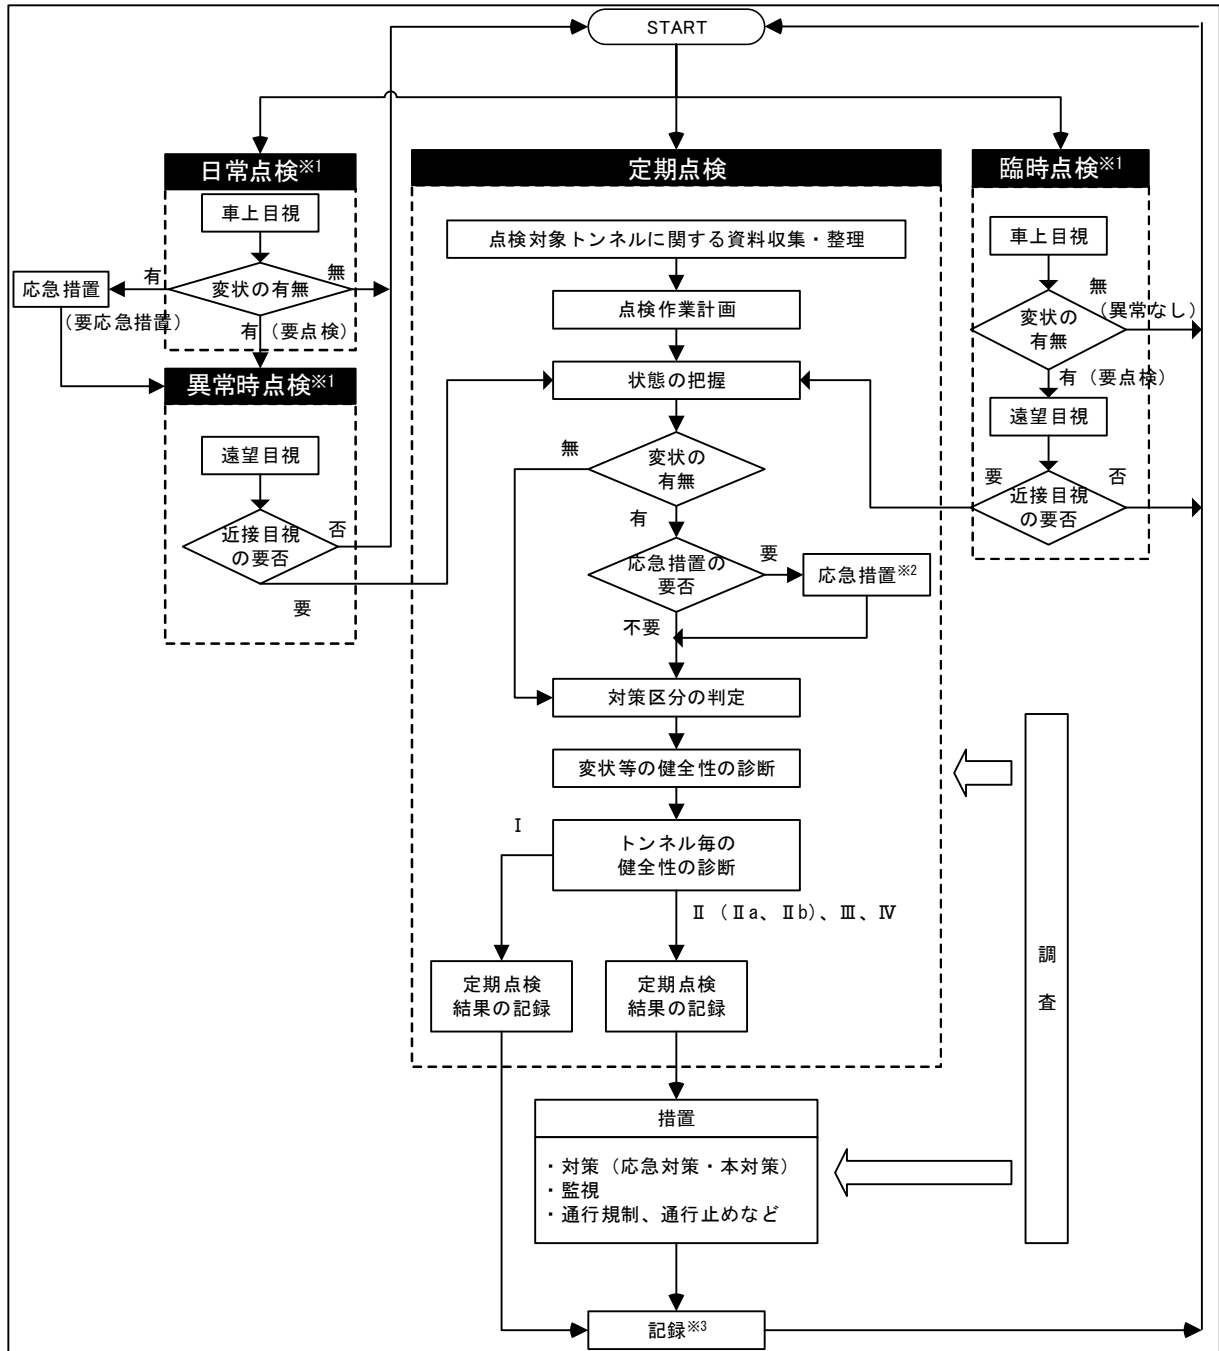 START
日常点検※1
車上目視
変状の有無
有
無
応急措置
(要応急措置)
有 (要点検)
異常時点検※1
遠望目視
近接目視
の要否
否
要
定期点検
点検対象トンネルに関する資料収集・整理
点検作業計画
状態の把握
変状の
有無
無
有
応急措置の
要否
要
応急措置※2
不要
対策区分の判定
変状等の健全性の診断
トンネル毎の
健全性の診断
Ⅰ
Ⅱ (Ⅱa、Ⅱb)、Ⅲ、Ⅳ
定期点検
結果の記録
定期点検
結果の記録
措置
・対策 (応急対策・本対策)
・監視
・通行規制、通行止めなど
記録※3
臨時点検※1
車上目視
変状の
有無
無
(異常なし)
有 (要点検)
遠望目視
近接目視
の要否
要
否
調
査